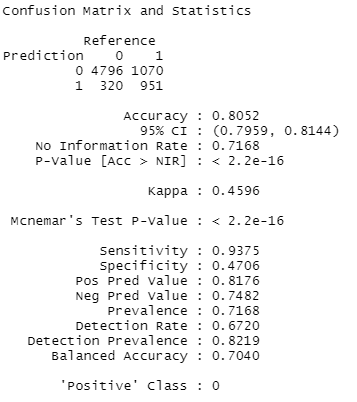 Confusion Matrix and Statistics
Reference
Prediction 0 1
0 4796 1070
1 320 951
Accuracy : 0.8052
95% CI : (0.7959, 0.8144)
No Information Rate : 0.7168
P-Value [Acc > NIR] : < 2.2e-16
Kappa : 0.4596
Mcnemar's Test P-Value : < 2.2e-16
Sensitivity : 0.9375
Specificity : 0.4706
Pos Pred Value : 0.8176
Neg Pred Value : 0.7482
Prevalence : 0.7168
Detection Rate : 0.6720
Detection Prevalence : 0.8219
Balanced Accuracy : 0.7040
'Positive' Class : 0